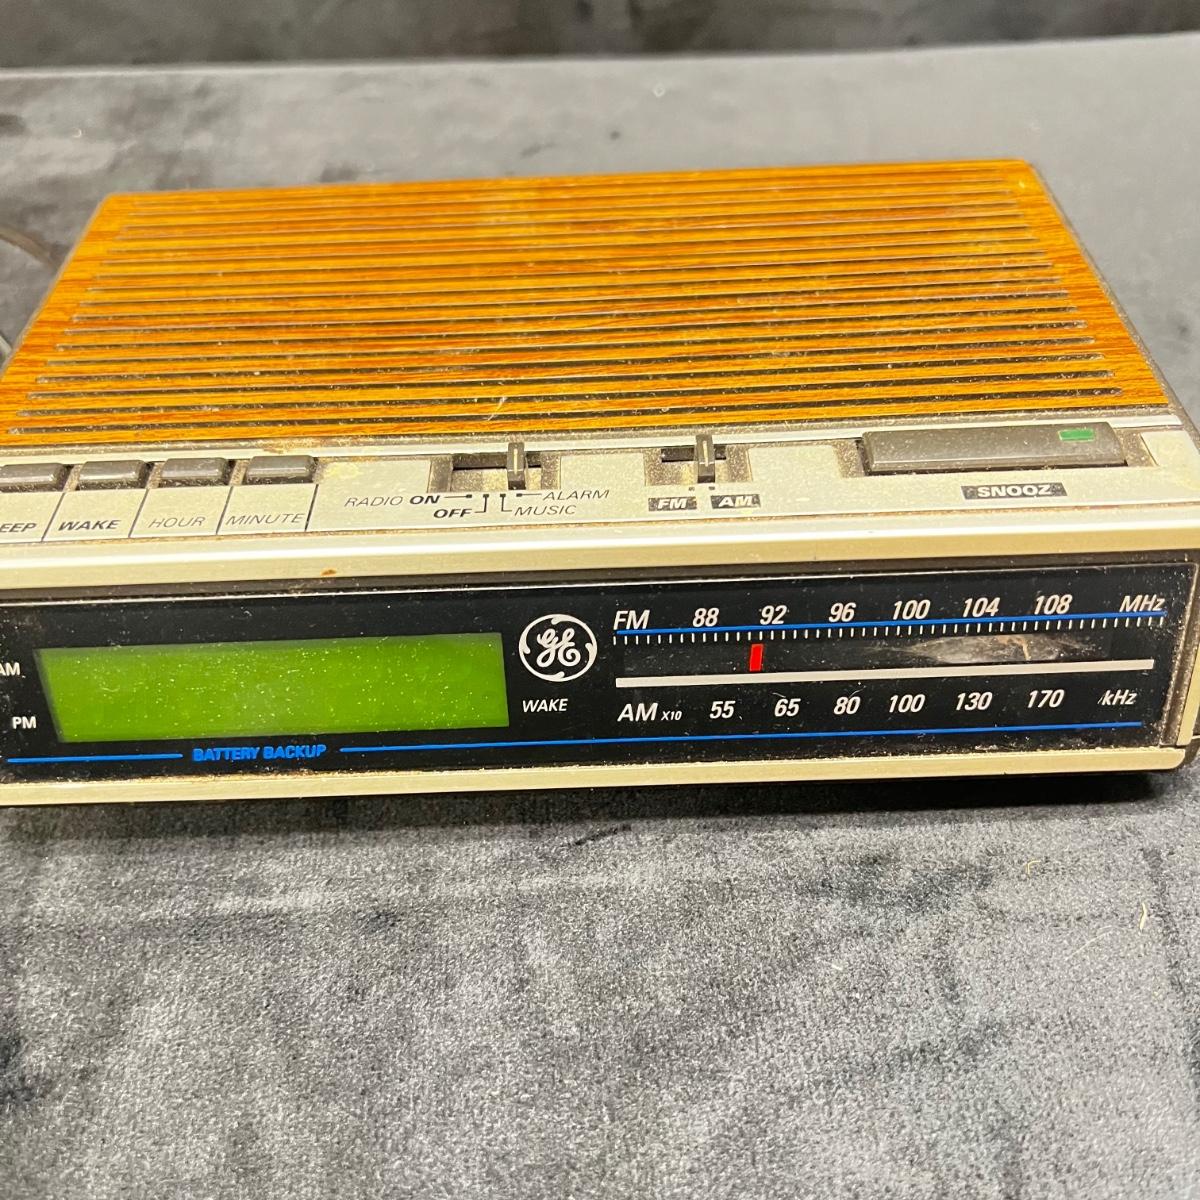 EEP WAKE HOUR MINUTE
RADIO ON ALARM
OFF MUSIC
FM AM
SNOOZ
AM
PM
BATTERY BACKUP
GE
WAKE
FM 88 92 96 100 104 108 MHz
AM X10 55 65 80 100 130 170 kHz